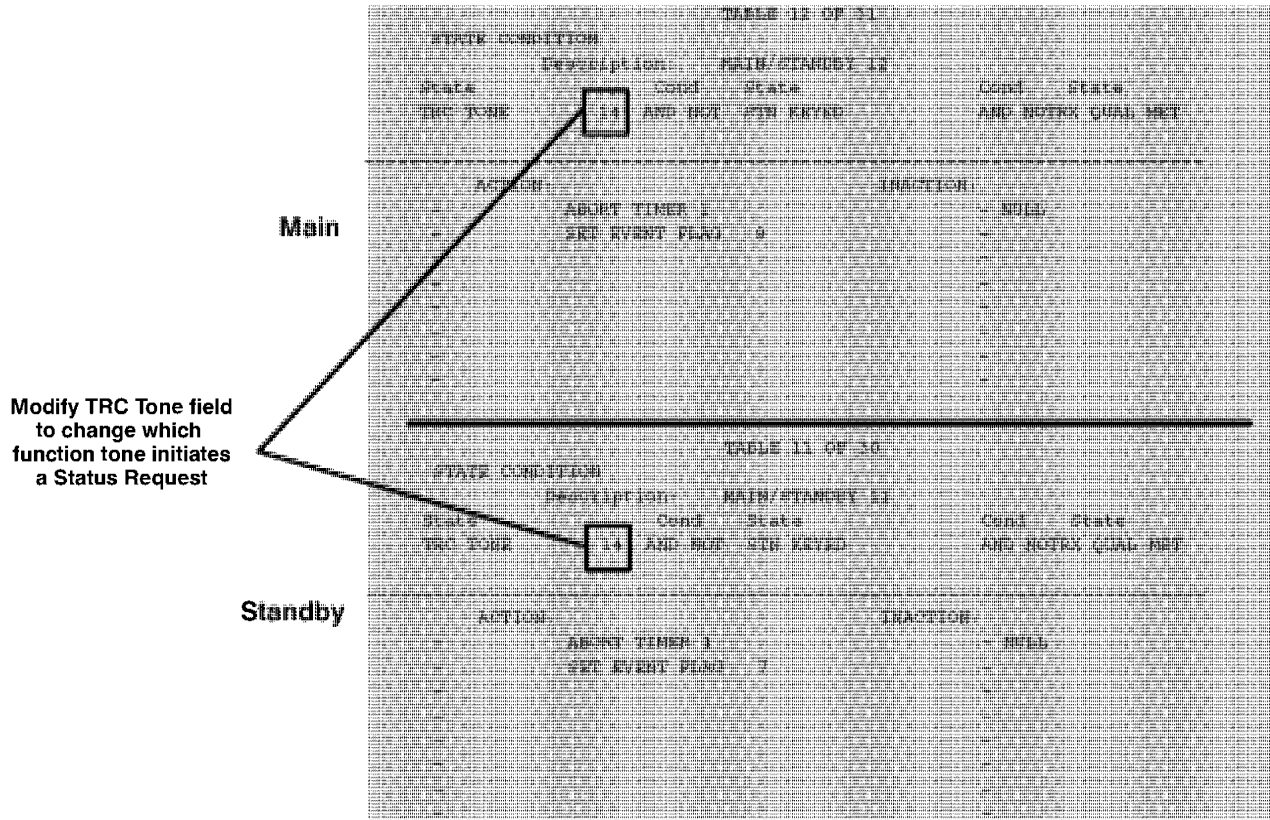 TABLE 12 OF 31
STATE CONDITION
Description: MAIN/STANDBY 12
State Cond State Cond State
TRC TONE 14 AND NOT STN KEYED AND NOTRX QUAL MET
ACTION: INACTION:
- ABORT TIMER 1 - NULL
- SET EVENT FLAG 9 -
Main
Modify TRC Tone field
to change which
function tone initiates
a Status Request
TABLE 11 OF 30
STATE CONDITION
Description: MAIN/STANDBY 11
State Cond State Cond State
TRC TONE 14 AND NOT STN KEYED AND NOTRX QUAL MET
Standby
ACTION: INACTION:
- ABORT TIMER 1 - NULL
- SET EVENT FLAG 7 -